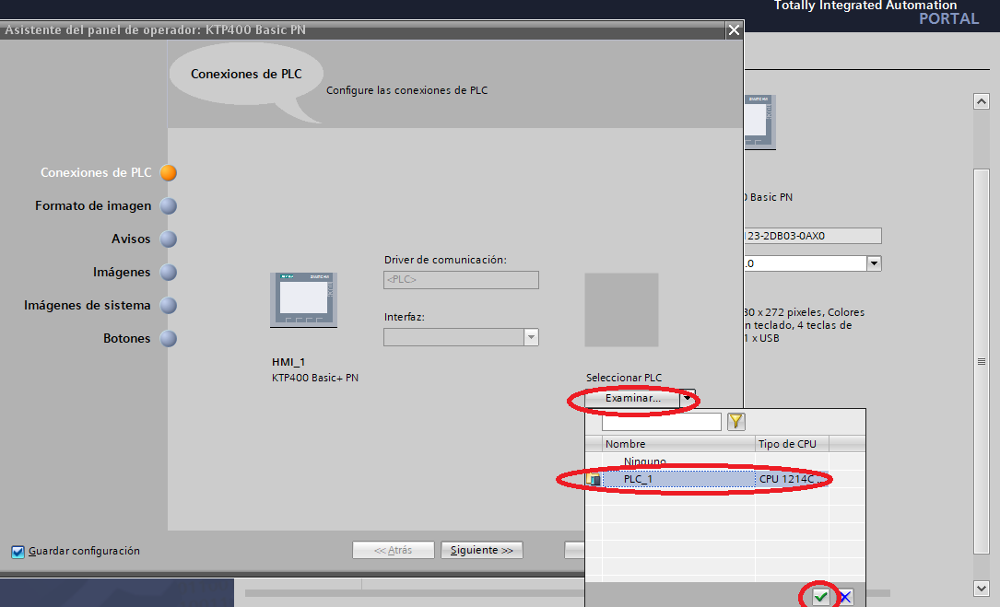 Totally Integrated Automation
PORTAL
Asistente del panel de operador: KTP400 Basic PN
Conexiones de PLC
Configure las conexiones de PLC
Conexiones de PLC
Formato de imagen
Avisos
Imágenes
Imágenes de sistema
Botones
Driver de comunicación:
<PLC>
Interfaz:
HMI_1
KTP400 Basic+ PN
Seleccionar PLC
Examinar...
Nombre
Tipo de CPU
Ninguno
PLC_1
CPU 1214C ...
Basic PN
123-2DB03-0AX0
.0
30 x 272 pixeles, Colores
n teclado, 4 teclas de
1 x USB
Guardar configuración
<< Atrás
Siguiente >>